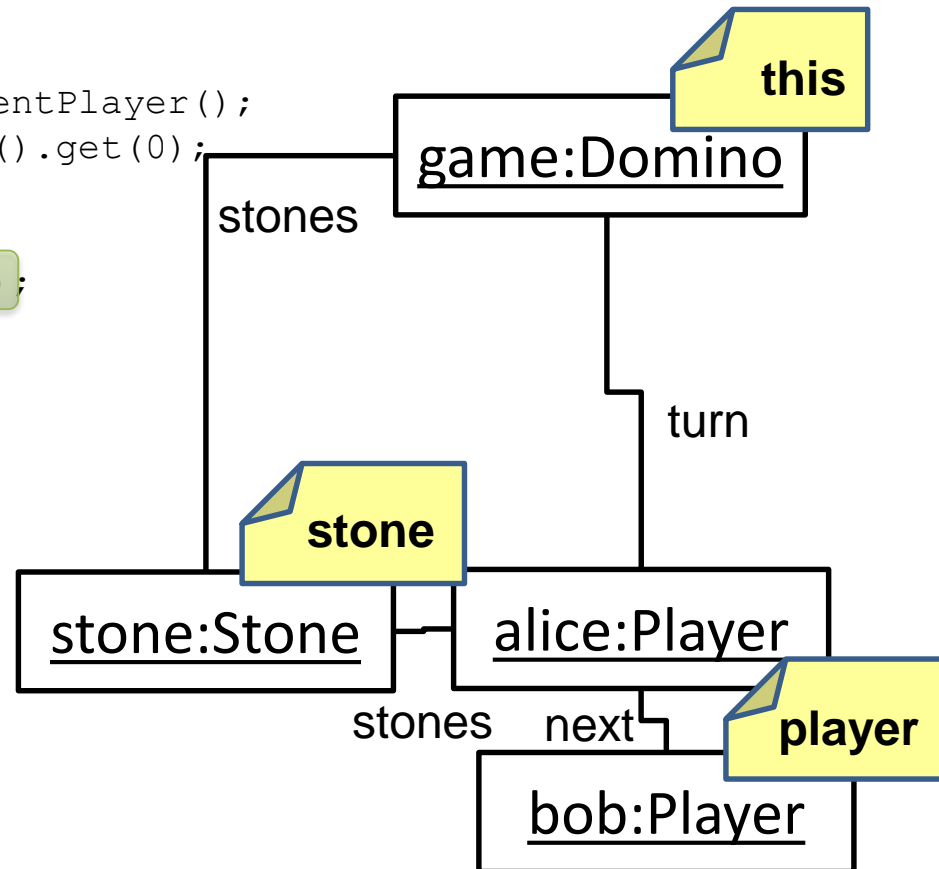 this
entPlayer();
().get(0);
game:Domino
stones
;
turn
stone
stone:Stone
alice:Player
stones
next
player
bob:Player